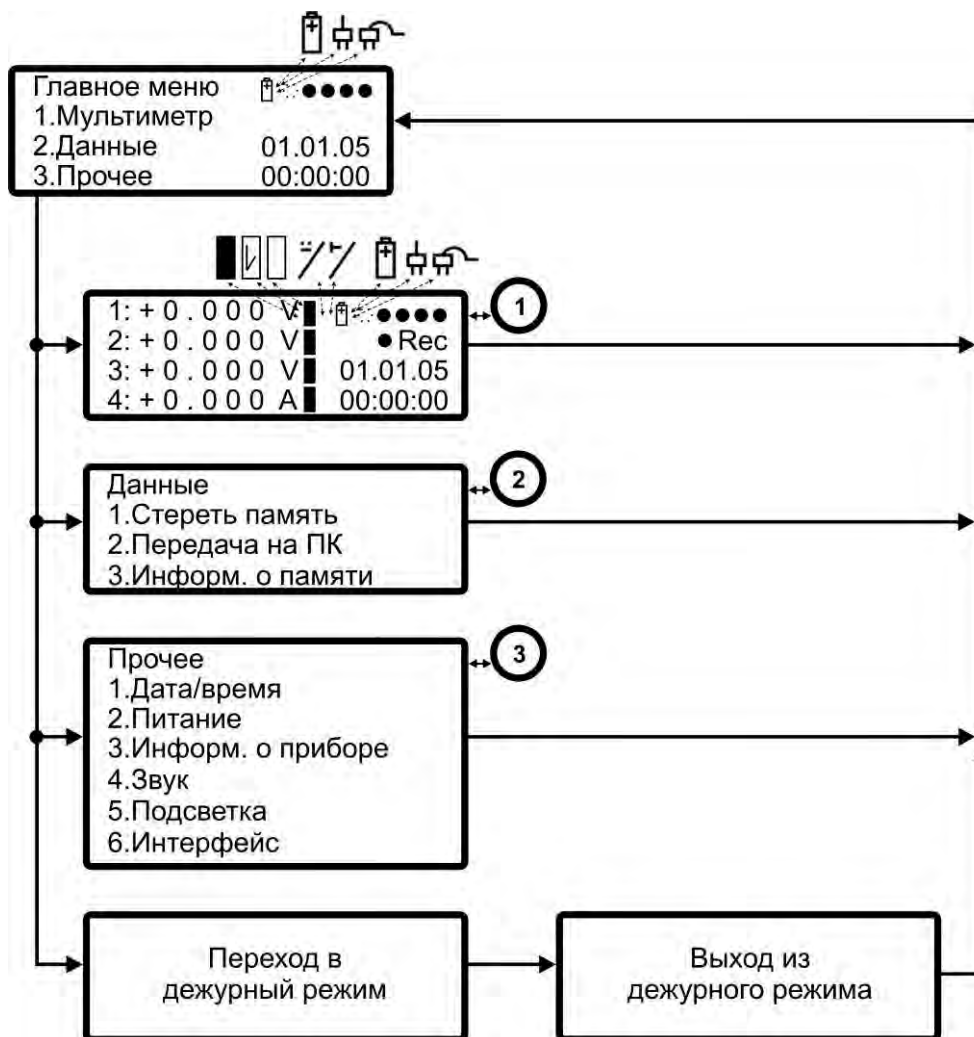 Главное меню
1.Мультиметр
2.Данные 01.01.05
3.Прочее 00:00:00
1: + 0 . 0 0 0 V
1
2: + 0 . 0 0 0 V ● Rec
3: + 0 . 0 0 0 V 01.01.05
4: + 0 . 0 0 0 A 00:00:00
Данные
2
1.Стереть память
2.Передача на ПК
3.Информ. о памяти
Прочее
3
1.Дата/время
2.Питание
3.Информ. о приборе
4.Звук
5.Подсветка
6.Интерфейс
Переход в
дежурный режим
Выход из
дежурного режима